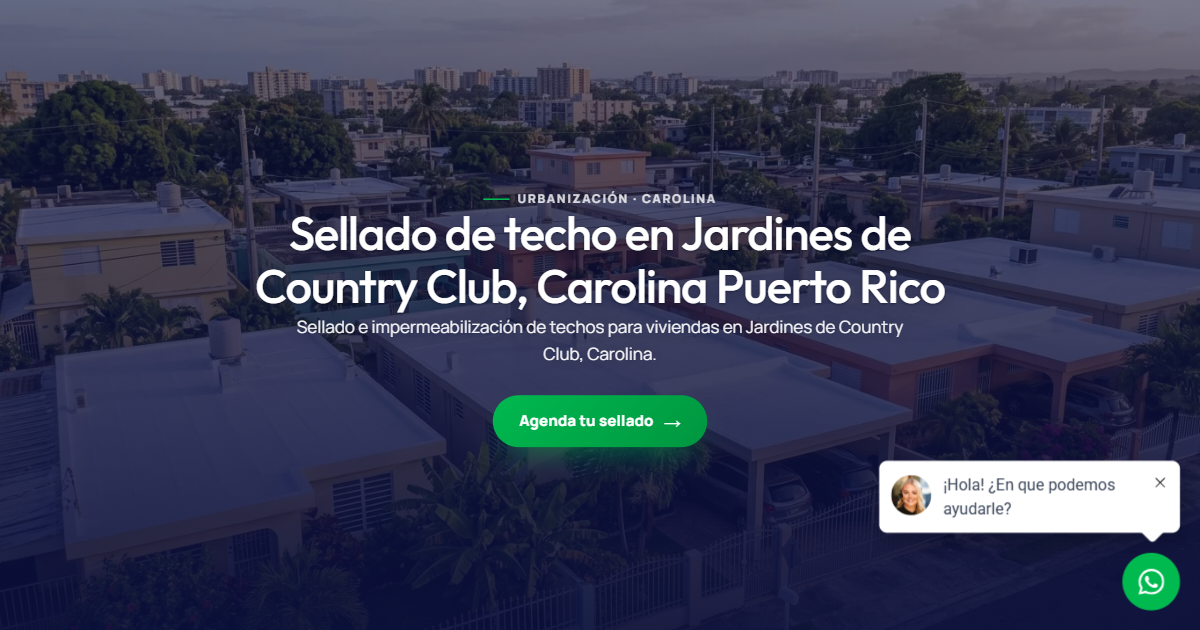 URBANIZACIÓN · CAROLINA
Sellado de techo en Jardines de
Country Club, Carolina Puerto Rico
Sellado e impermeabilización de techos para viviendas en Jardines de Country
Club, Carolina.
Agenda tu sellado →
¡Hola! ¿En que podemos
ayudarle?